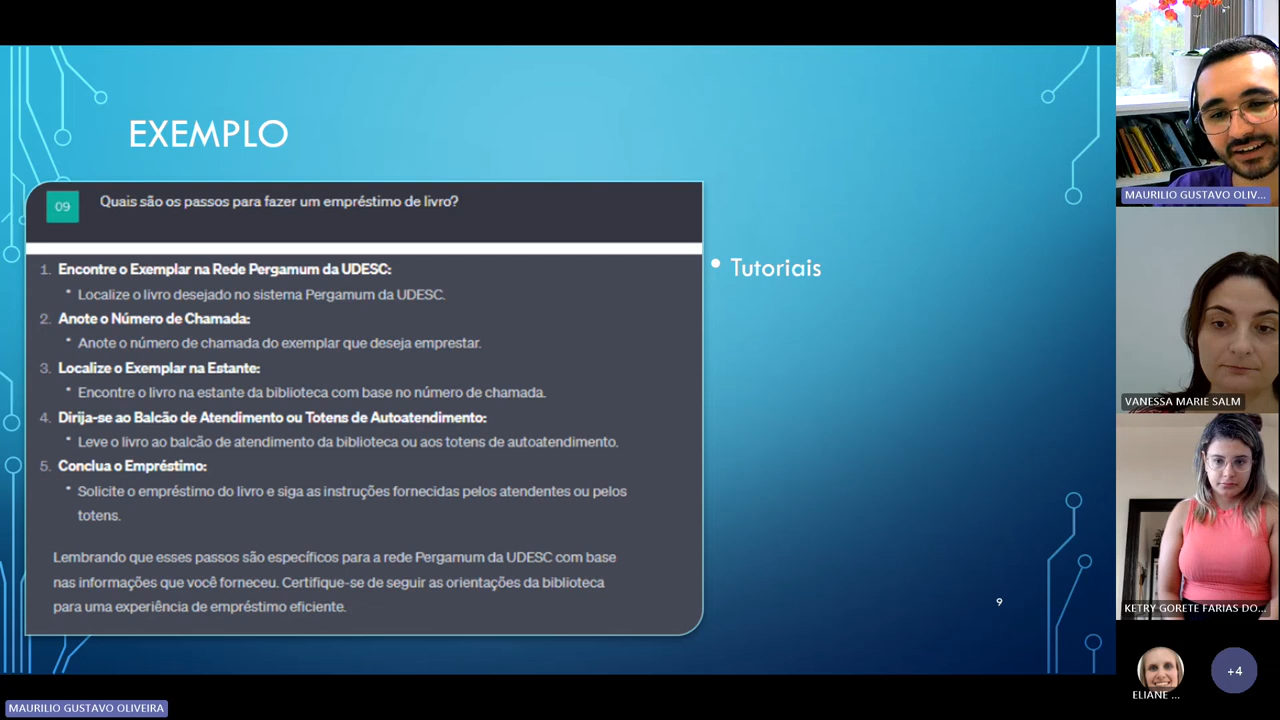 EXEMPLO
09
Quais são os passos para fazer um empréstimo de livro?
1. Encontre o Exemplar na Rede Pergamum da UDESC:
• Localize o livro desejado no sistema Pergamum da UDESC.
2. Anote o Número de Chamada:
• Anote o número de chamada do exemplar que deseja emprestar.
3. Localize o Exemplar na Estante:
• Encontre o livro na estante da biblioteca com base no número de chamada.
4. Dirija-se ao Balcão de Atendimento ou Totens de Autoatendimento:
• Leve o livro ao balcão de atendimento da biblioteca ou aos totens de autoatendimento.
5. Conclua o Empréstimo:
• Solicite o empréstimo do livro e siga as instruções fornecidas pelos atendentes ou pelos
totens.
Lembrando que esses passos são específicos para a rede Pergamum da UDESC com base
nas informações que você forneceu. Certifique-se de seguir as orientações da biblioteca
para uma experiência de empréstimo eficiente.
• Tutoriais
9
MAURILIO GUSTAVO OLIV...
VANESSA MARIE SALM
KETRY GORETE FARIAS DO...
ELIANE ...
+4
MAURILIO GUSTAVO OLIVEIRA